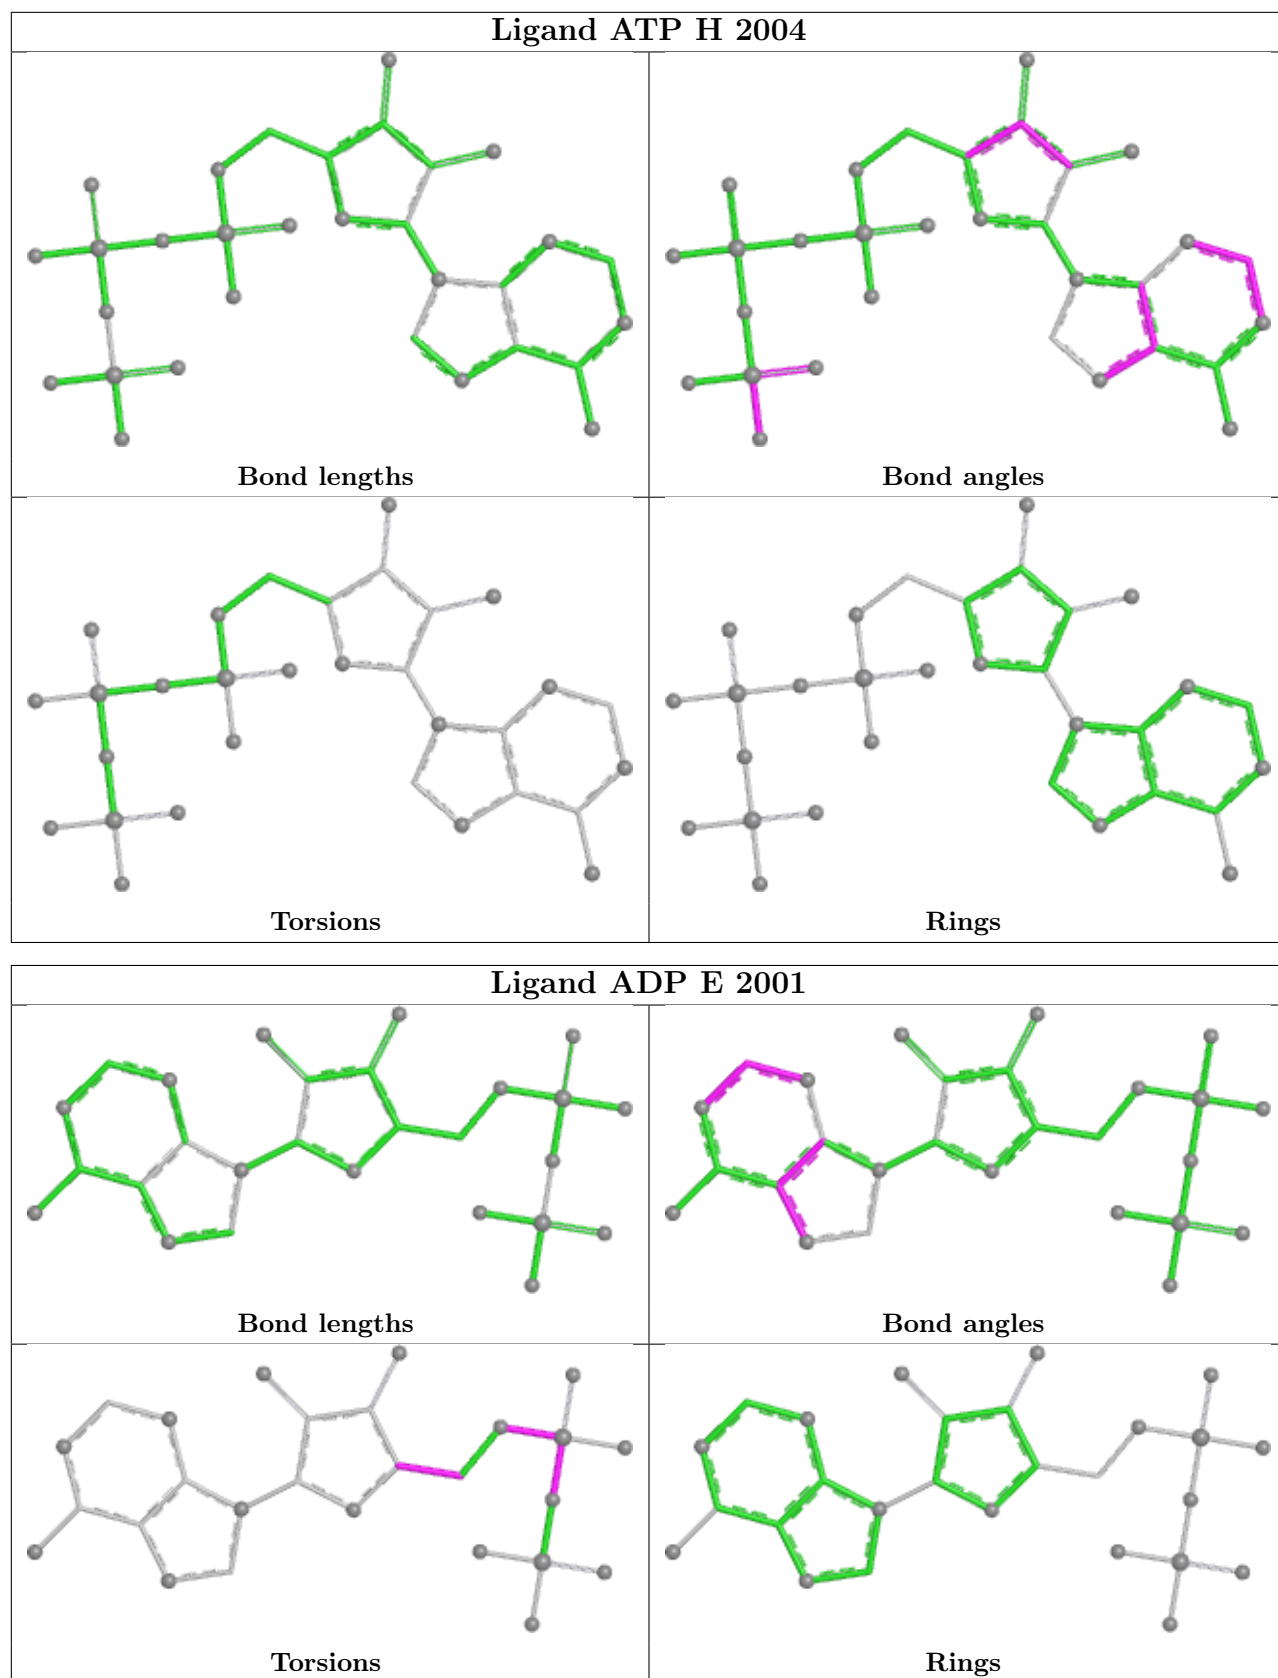 Ligand ATP H 2004
Bond lengths
Bond angles
Torsions
Rings
Ligand ADP E 2001
Bond lengths
Bond angles
Torsions
Rings